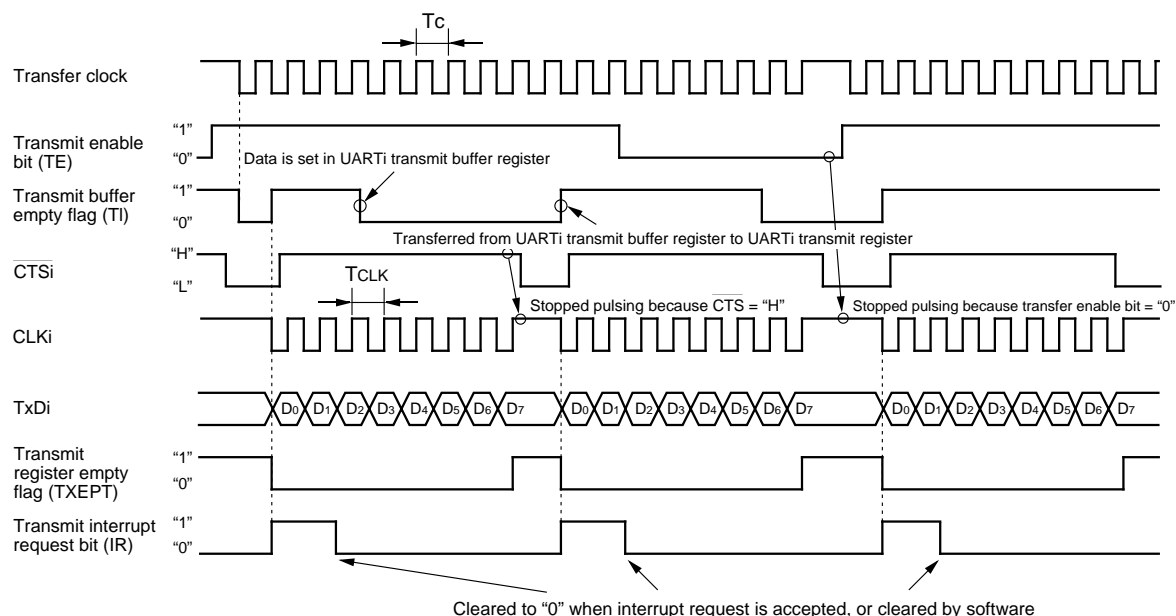 Tc
Transfer clock
Transmit enable
bit (TE)
“1”
“0”
Data is set in UARTi transmit buffer register
Transmit buffer
empty flag (TI)
“1”
“0”
Transferred from UARTi transmit buffer register to UARTi transmit register
CTSi
“H”
“L”
TCLK
Stopped pulsing because CTS = “H”
Stopped pulsing because transfer enable bit = “0”
CLKi
TxDi
D0 D1 D2 D3 D4 D5 D6 D7 D0 D1 D2 D3 D4 D5 D6 D7 D0 D1 D2 D3 D4 D5 D6 D7
Transmit
register empty
flag (TXEPT)
“1”
“0”
Transmit interrupt
request bit (IR)
“1”
“0”
Cleared to “0” when interrupt request is accepted, or cleared by software